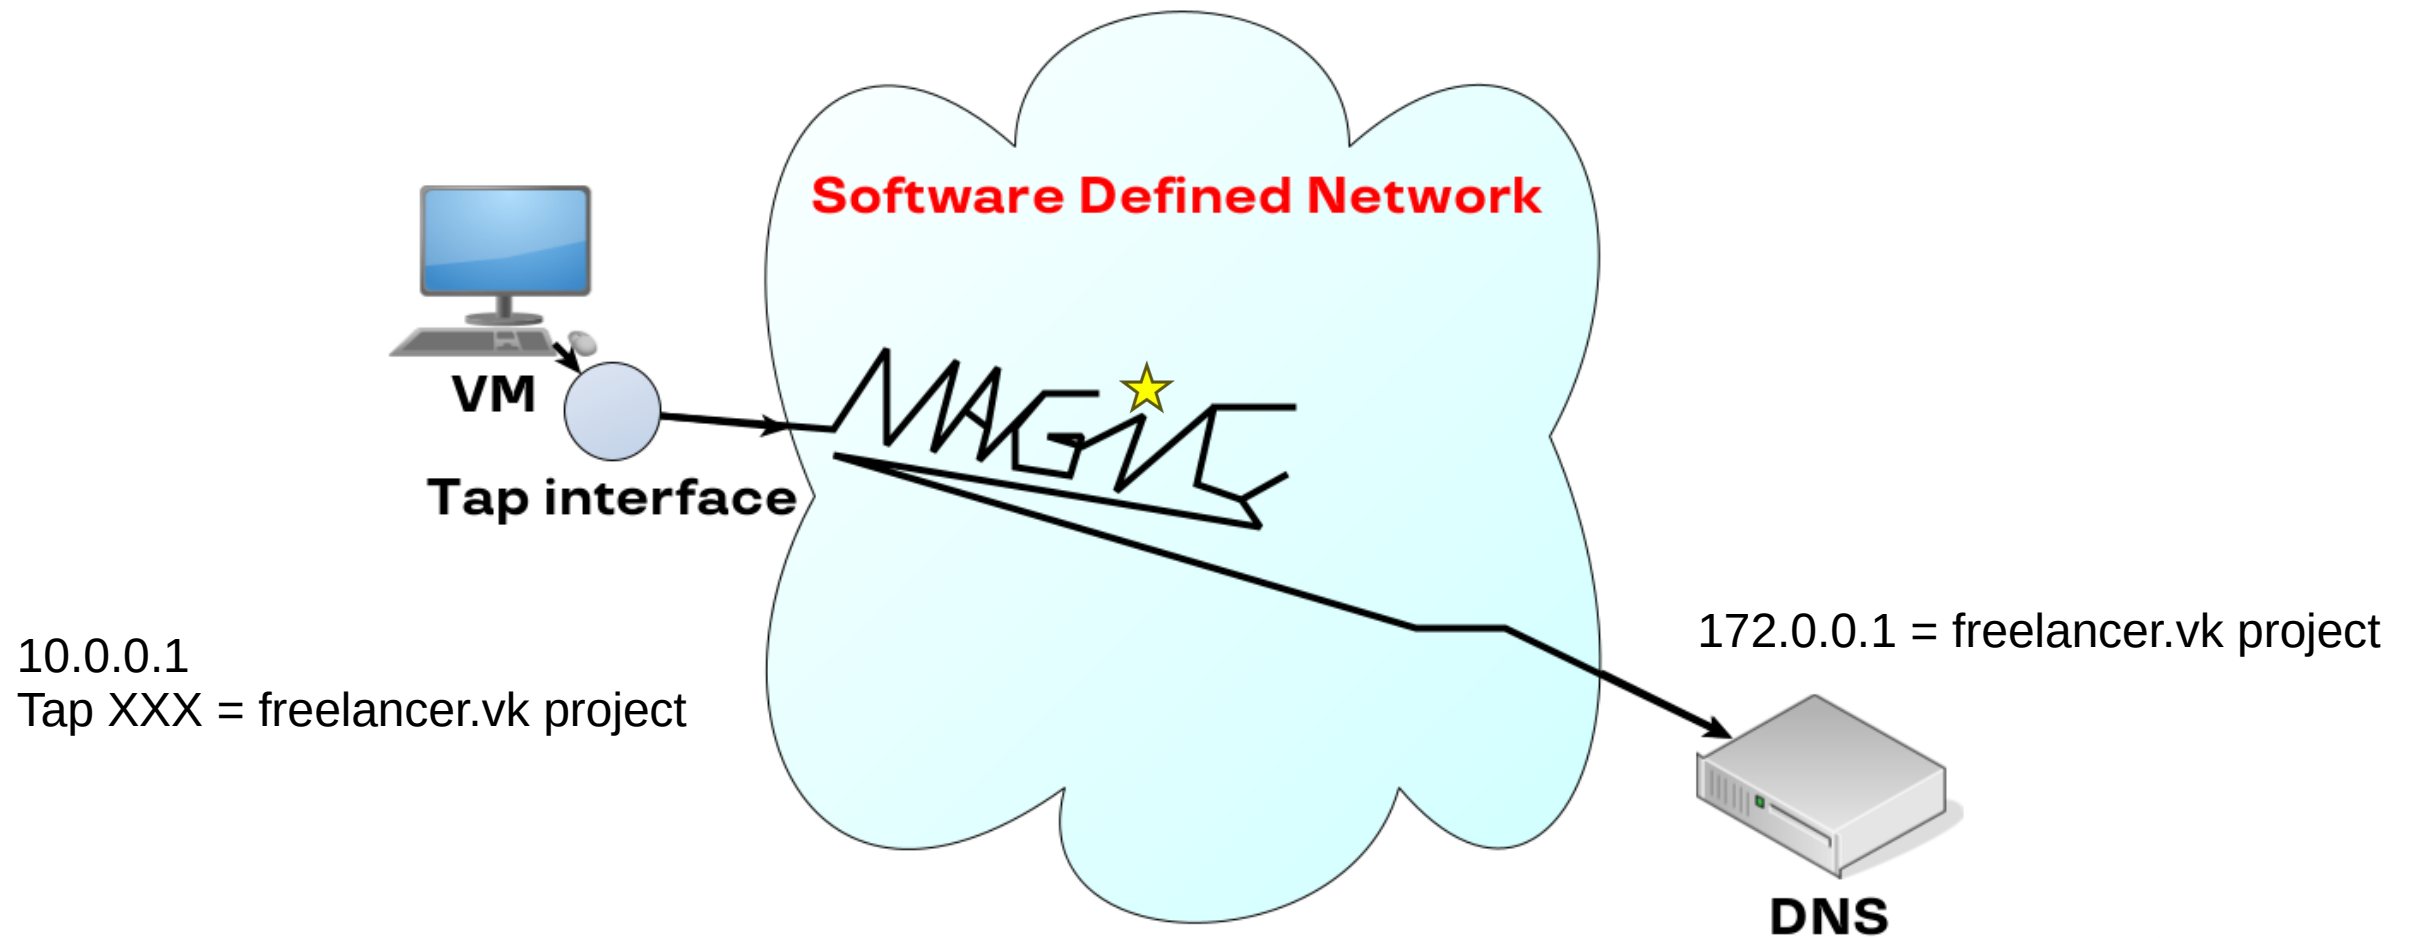 Software Defined Network
MAGIC
VM
Tap interface
10.0.0.1
Tap XXX = freelancer.vk project
172.0.0.1 = freelancer.vk project
DNS